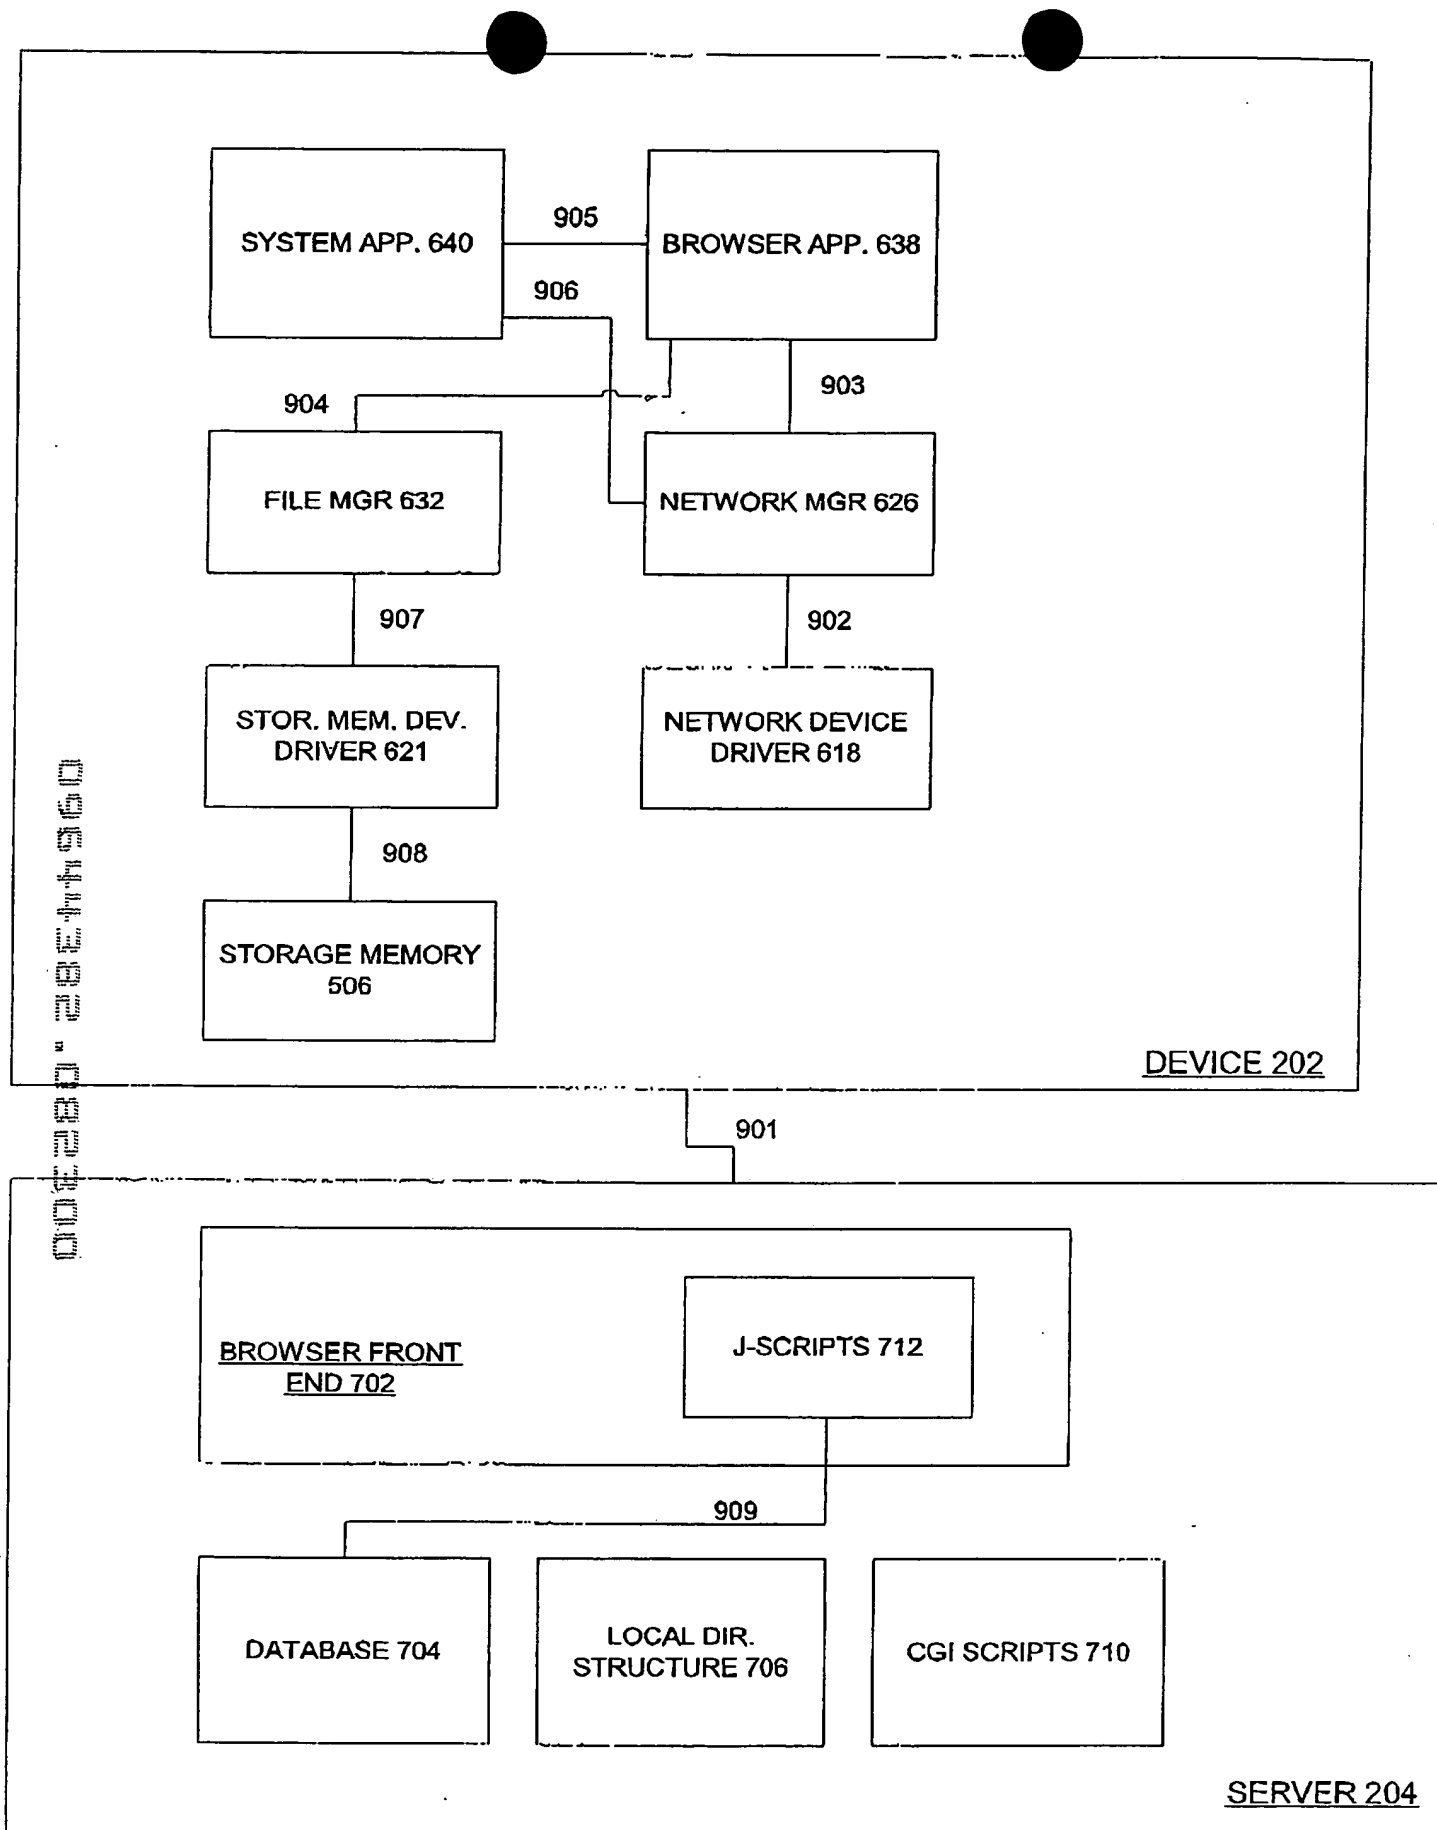 SYSTEM APP. 640
905
BROWSER APP. 638
906
904
903
FILE MGR 632
NETWORK MGR 626
907
902
STOR. MEM. DEV.
DRIVER 621
NETWORK DEVICE
DRIVER 618
908
STORAGE MEMORY
506
DEVICE 202
901
09644382.082300
BROWSER FRONT
END 702
J-SCRIPTS 712
909
DATABASE 704
LOCAL DIR.
STRUCTURE 706
CGI SCRIPTS 710
SERVER 204